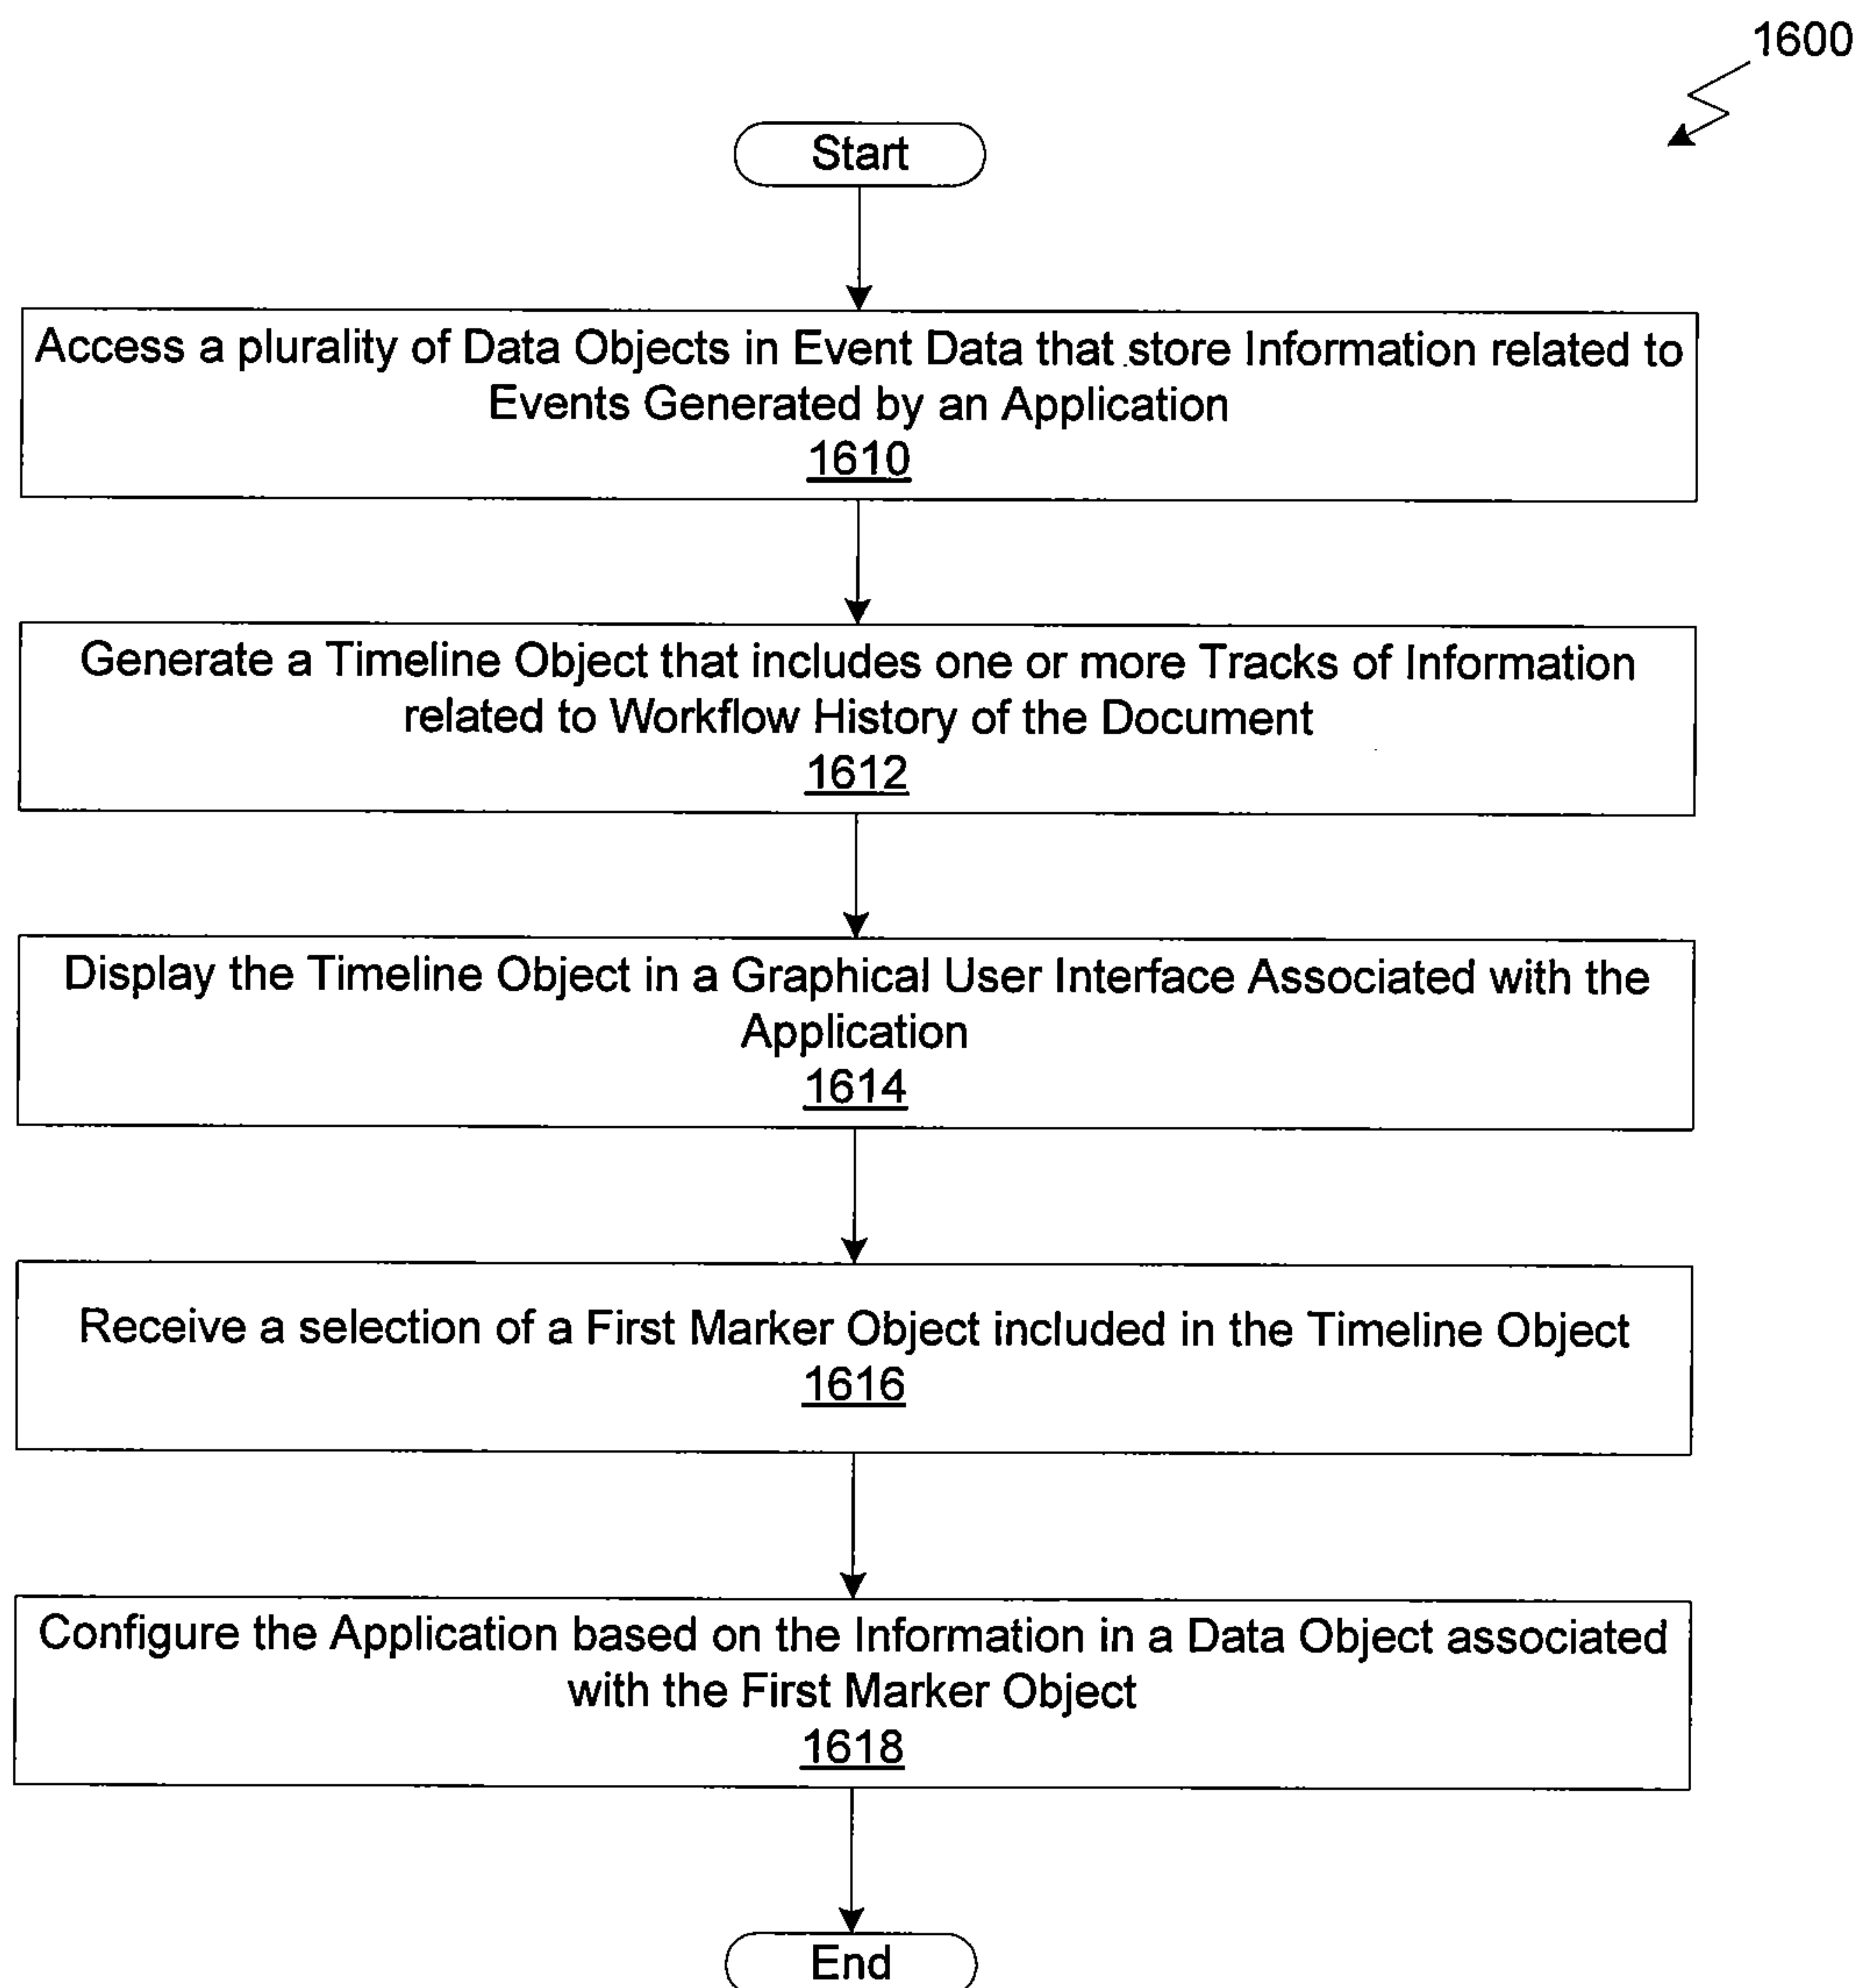 1600
Start
Access a plurality of Data Objects in Event Data that store Information related to
Events Generated by an Application
1610
Generate a Timeline Object that includes one or more Tracks of Information
related to Workflow History of the Document
1612
Display the Timeline Object in a Graphical User Interface Associated with the
Application
1614
Receive a selection of a First Marker Object included in the Timeline Object
1616
Configure the Application based on the Information in a Data Object associated
with the First Marker Object
1618
End